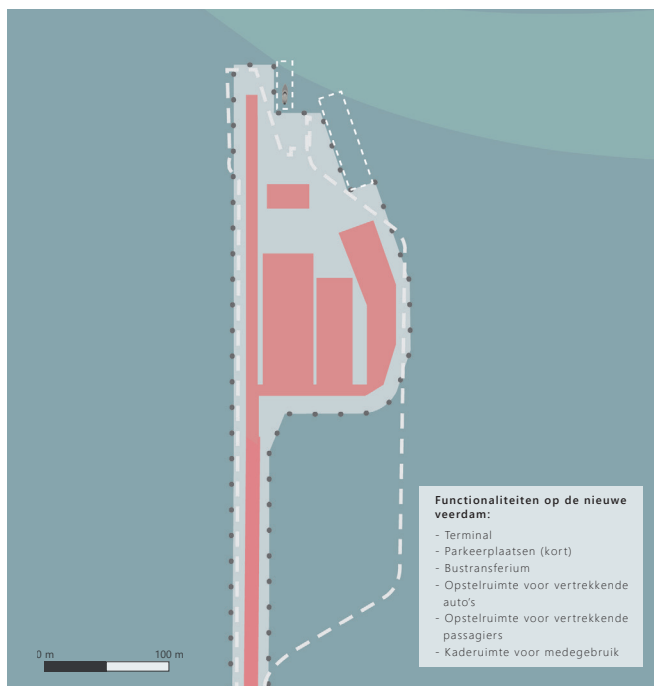 Functionaliteiten op de nieuwe
veerdam:
- Terminal
- Parkeerplaatsen (kort)
- Bustransferium
- Opstelruimte voor vertrekkende
auto's
- Opstelruimte voor vertrekkende
passagiers
- Kaderuimte voor medegebruik
0 m 100 m